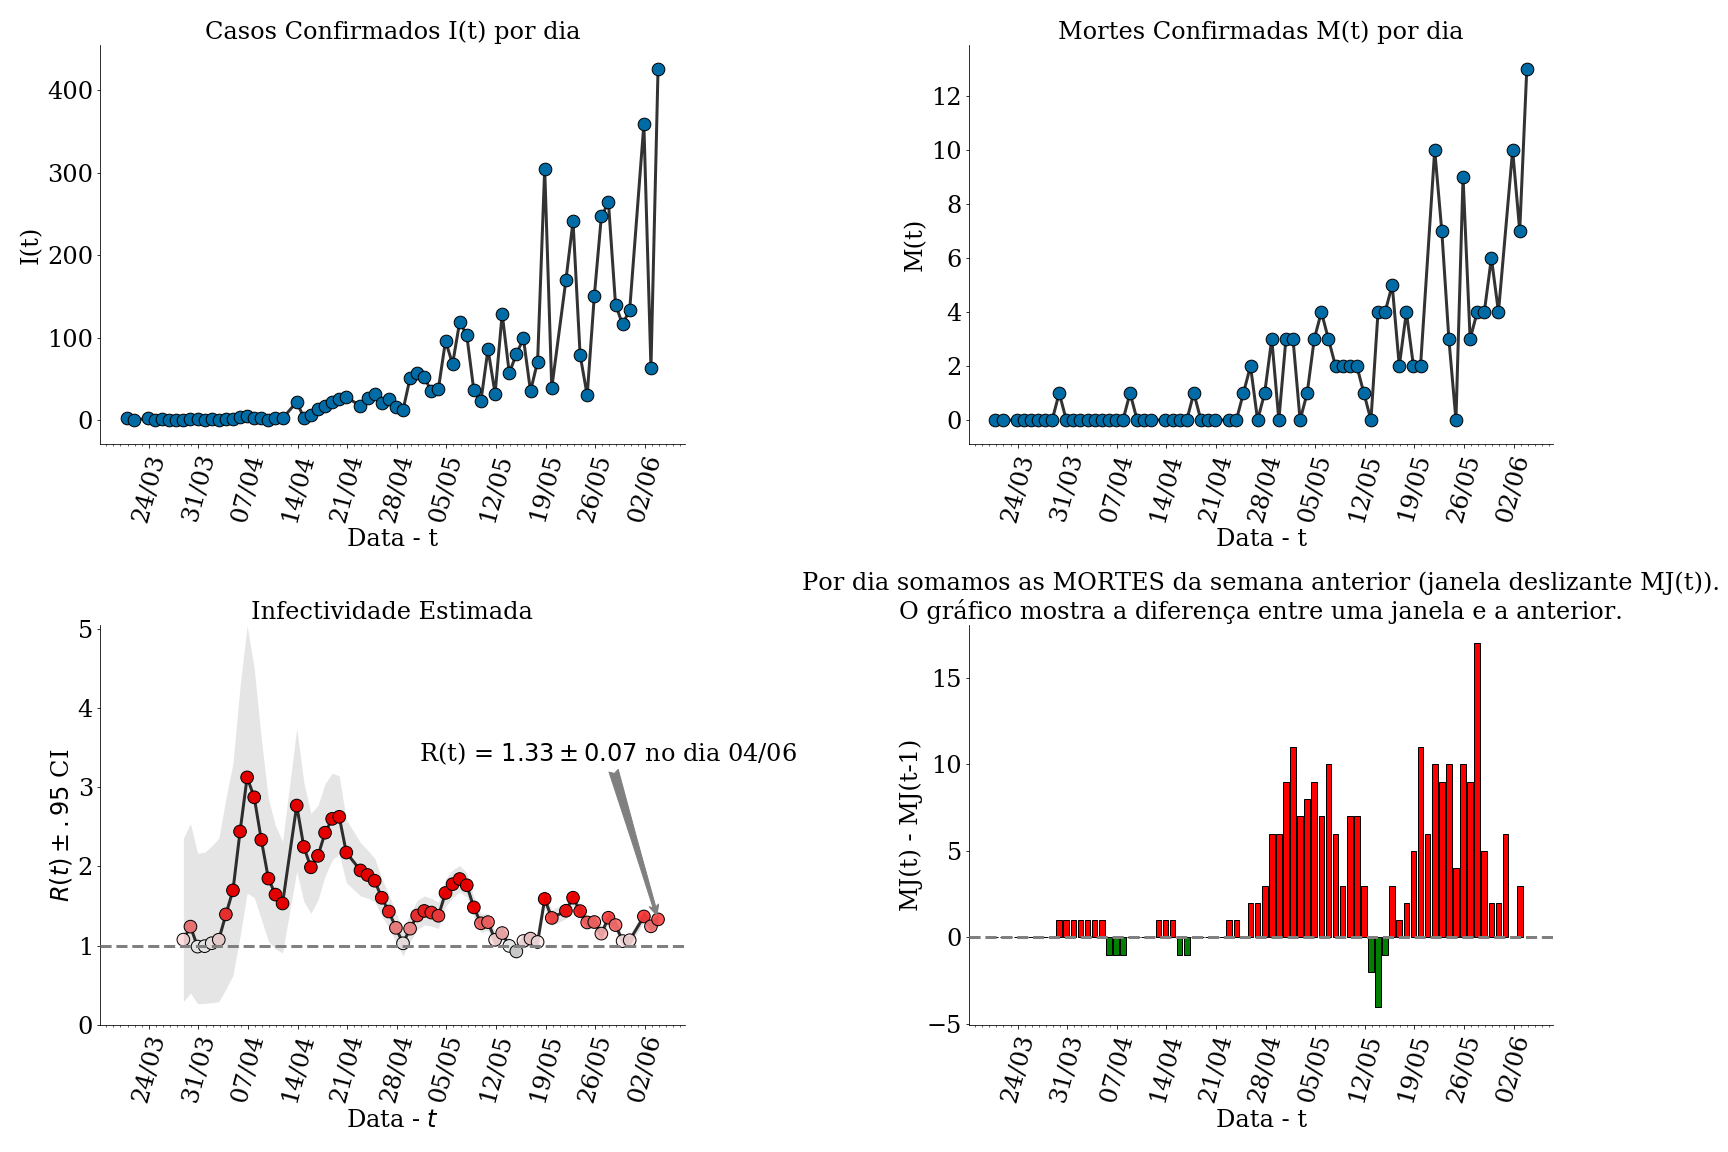 Casos Confirmados I(t) por dia
I(t)
400
300
200
100
0
24/03 31/03 07/04 14/04 21/04 28/04 05/05 12/05 19/05 26/05 02/06
Data - t
Mortes Confirmadas M(t) por dia
M(t)
12
10
8
6
4
2
0
24/03 31/03 07/04 14/04 21/04 28/04 05/05 12/05 19/05 26/05 02/06
Data - t
Infectividade Estimada
R(t) ± .95 CI
5
4
3
2
1
0
R(t) = 1.33 ± 0.07 no dia 04/06
24/03 31/03 07/04 14/04 21/04 28/04 05/05 12/05 19/05 26/05 02/06
Data - t
Por dia somamos as MORTES da semana anterior (janela deslizante MJ(t)).
O gráfico mostra a diferença entre uma janela e a anterior.
MJ(t) - MJ(t-1)
15
10
5
0
−5
24/03 31/03 07/04 14/04 21/04 28/04 05/05 12/05 19/05 26/05 02/06
Data - t